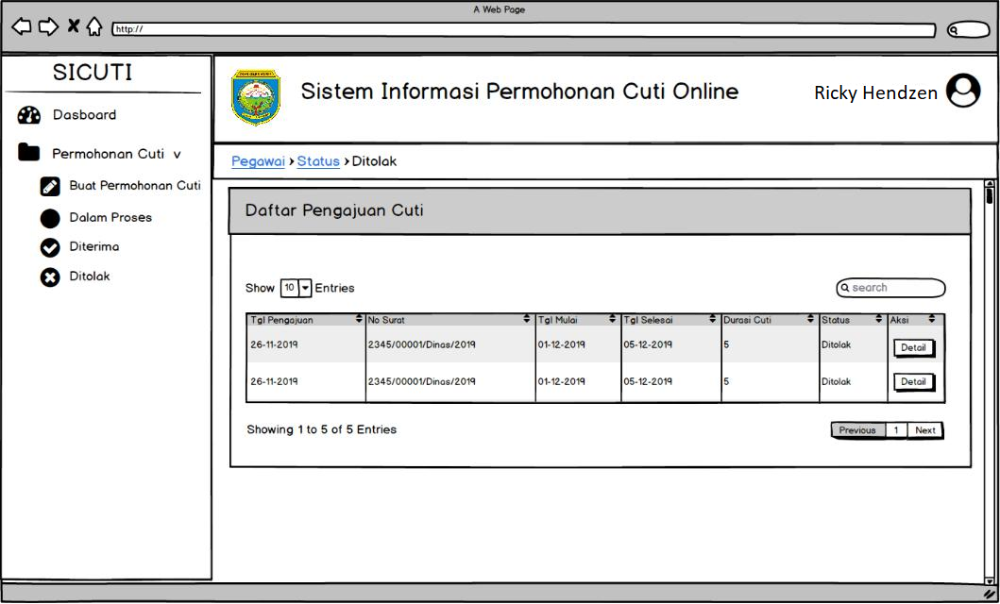 A Web Page
http://
SICUTI
Dasboard
Permohonan Cuti v
Buat Permohonan Cuti
Dalam Proses
Diterima
Ditolak
Sistem Informasi Permohonan Cuti Online
Ricky Hendzen
Pegawai › Status › Ditolak
Daftar Pengajuan Cuti
Show 10 Entries
search
Tgl Pengajuan No Surat Tgl Mulai Tgl Selesai Durasi Cuti Status Aksi
26-11-2019 2345/00001/Dinas/2019 01-12-2019 05-12-2019 5 Ditolak Detail
26-11-2019 2345/00001/Dinas/2019 01-12-2019 05-12-2019 5 Ditolak Detail
Showing 1 to 5 of 5 Entries
Previous 1 Next